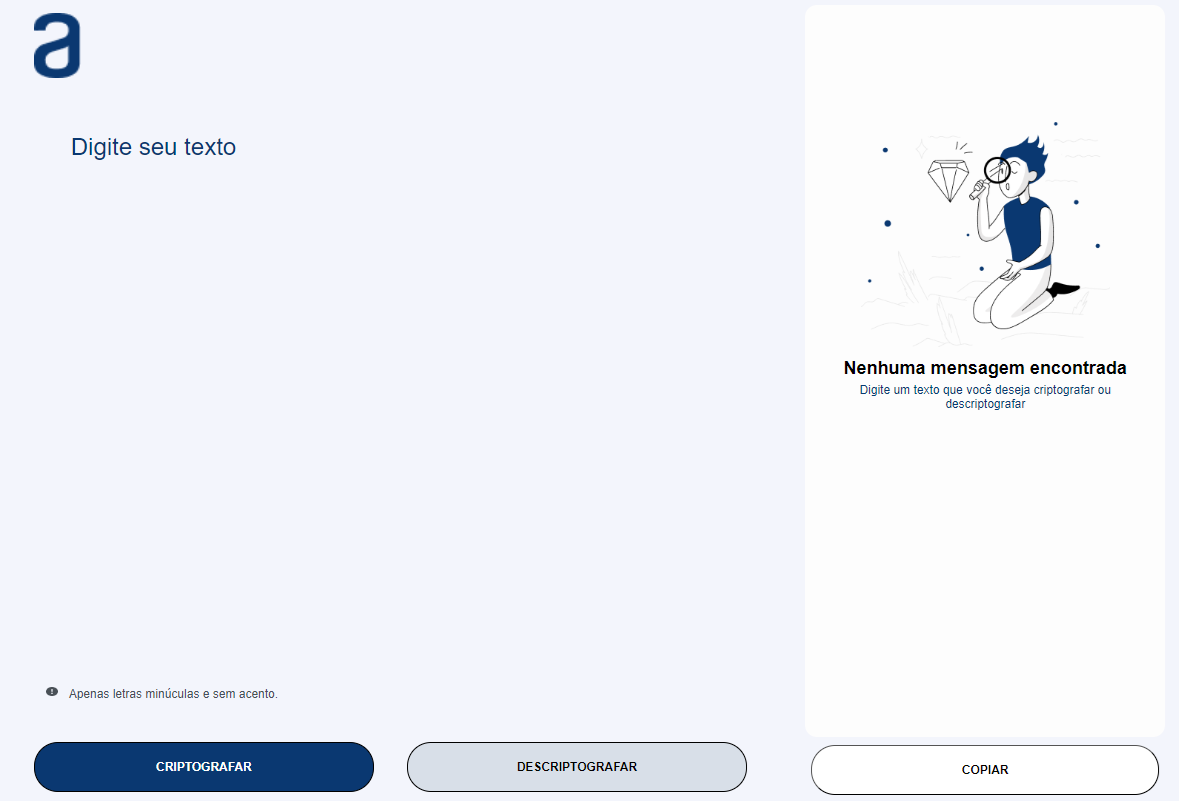 a
Digite seu texto
Nenhuma mensagem encontrada
Digite um texto que você deseja criptografar ou
descriptografar
Apenas letras minúculas e sem acento.
CRIPTOGRAFAR
DESCRIPTOGRAFAR
COPIAR